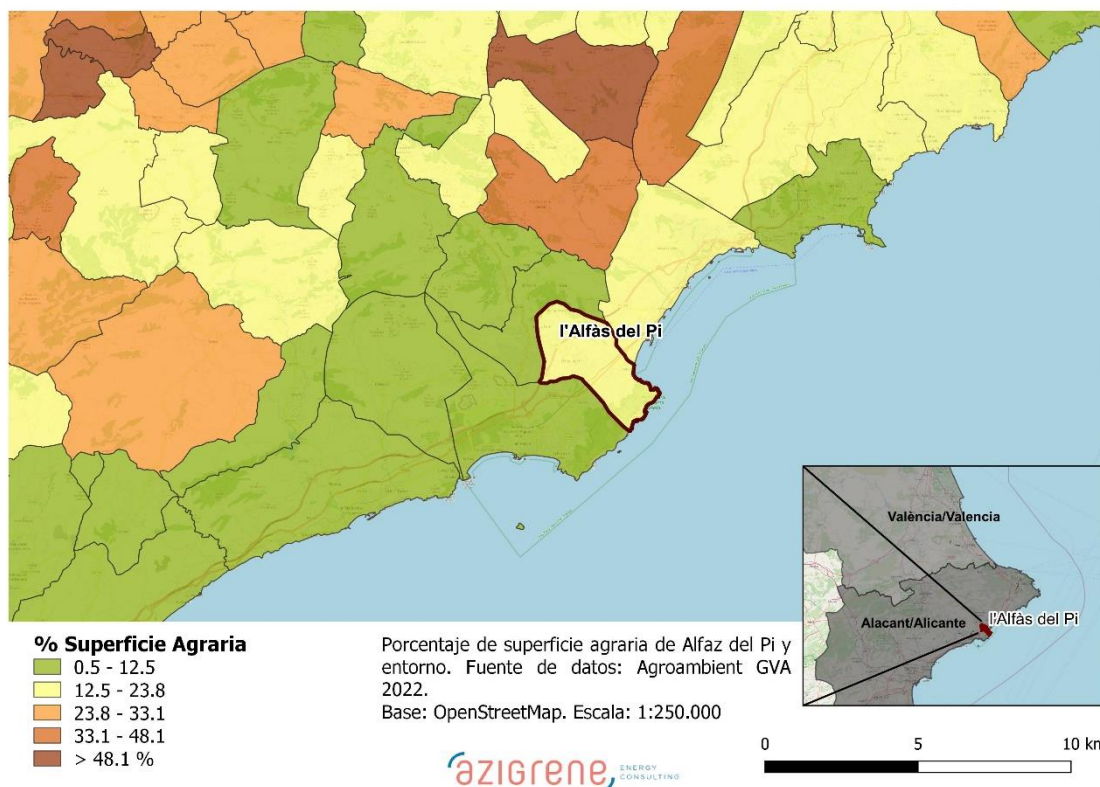 l'Alfàs del Pi
València/Valencia
l'Alfàs del Pi
Alacant/Alicante
% Superficie Agraria
0.5 - 12.5
12.5 - 23.8
23.8 - 33.1
33.1 - 48.1
> 48.1 %
Porcentaje de superficie agraria de Alfaz del Pi y
entorno. Fuente de datos: Agroambient GVA
2022.
Base: OpenStreetMap. Escala: 1:250.000
azigrene
ENERGY
CONSULTING
0 5 10 km